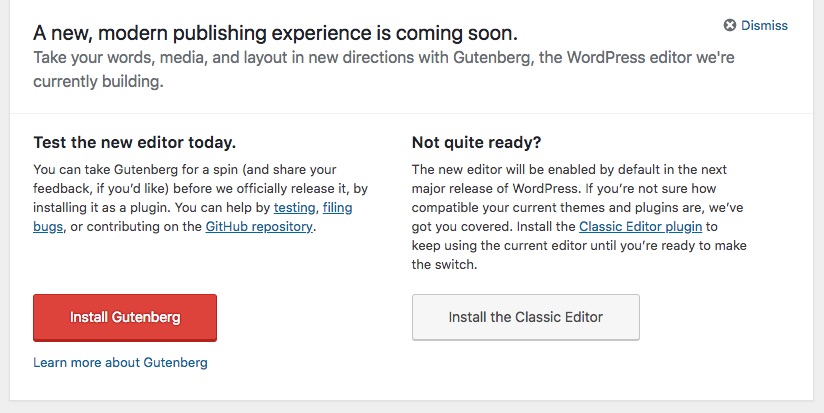 A new, modern publishing experience is coming soon.
Dismiss
Take your words, media, and layout in new directions with Gutenberg, the WordPress editor we're
currently building.
Test the new editor today.
You can take Gutenberg for a spin (and share your
feedback, if you’d like) before we officially release it, by
installing it as a plugin. You can help by testing, filing
bugs, or contributing on the GitHub repository.
Install Gutenberg
Learn more about Gutenberg
Not quite ready?
The new editor will be enabled by default in the next
major release of WordPress. If you’re not sure how
compatible your current themes and plugins are, we’ve
got you covered. Install the Classic Editor plugin to
keep using the current editor until you’re ready to make
the switch.
Install the Classic Editor